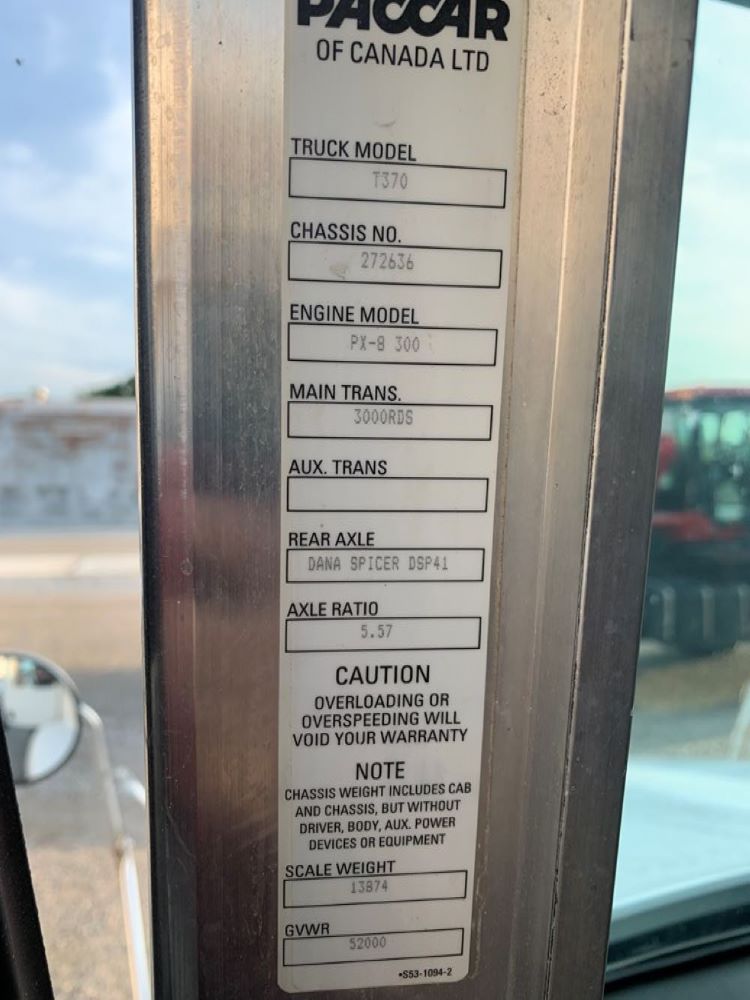 PACCAR
OF CANADA LTD
TRUCK MODEL
T370
CHASSIS NO.
272636
ENGINE MODEL
PX-8 300
MAIN TRANS.
3000RDS
AUX. TRANS
REAR AXLE
DANA SPICER DSP41
AXLE RATIO
5.57
CAUTION
OVERLOADING OR
OVERSPEEDING WILL
VOID YOUR WARRANTY
NOTE
CHASSIS WEIGHT INCLUDES CAB
AND CHASSIS, BUT WITHOUT
DRIVER, BODY, AUX. POWER
DEVICES OR EQUIPMENT
SCALE WEIGHT
13874
GVWR
52000
•S53-1094-2